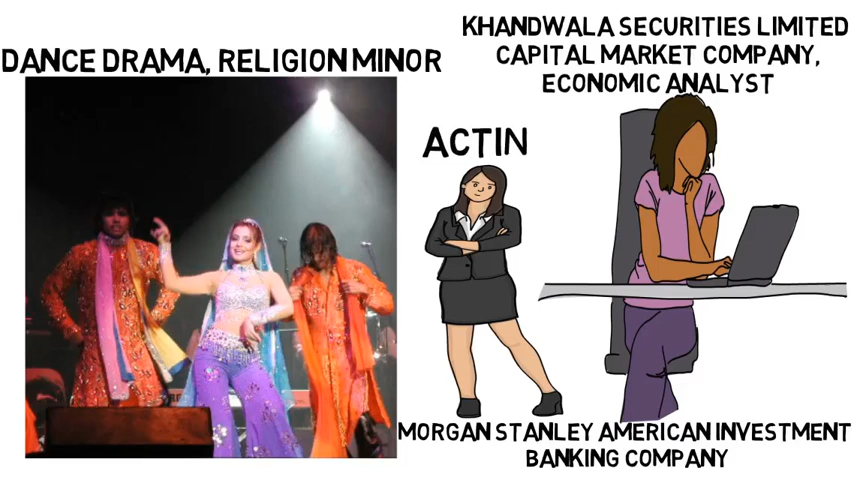 DANCE DRAMA, RELIGION MINOR
KHANDWALA SECURITIES LIMITED
CAPITAL MARKET COMPANY,
ECONOMIC ANALYST
ACTIN
MORGAN STANLEY AMERICAN INVESTMENT
BANKING COMPANY